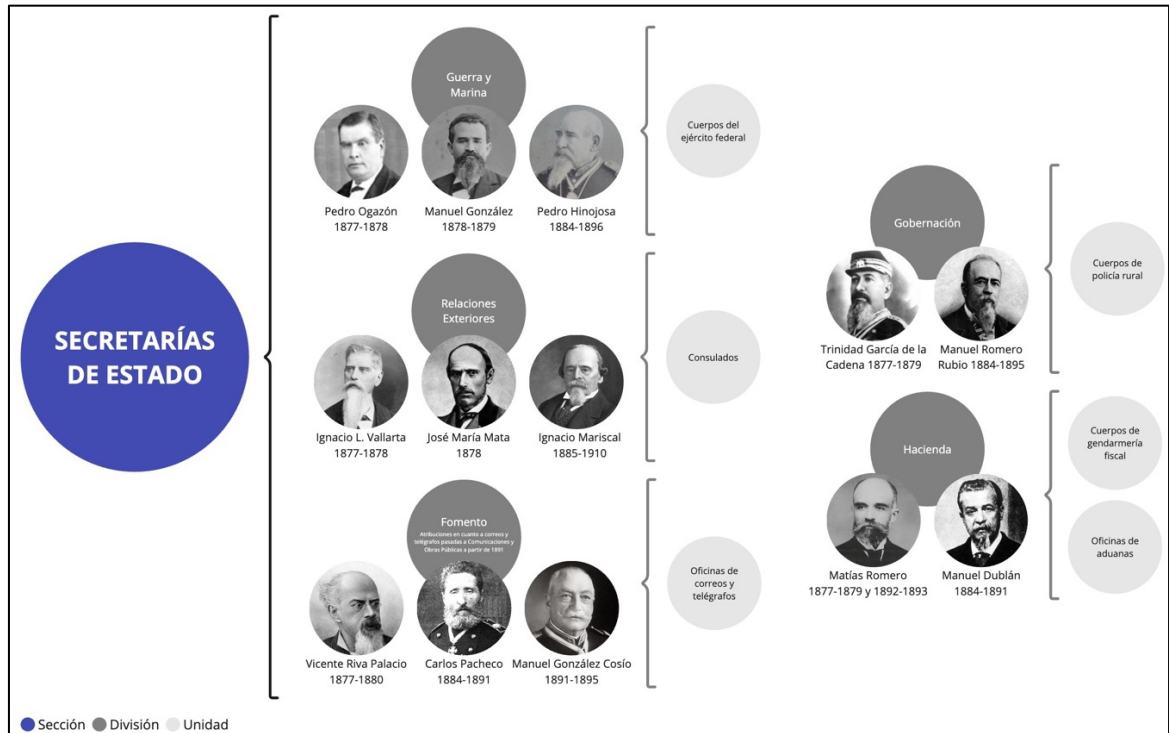 SECRETARÍAS
DE ESTADO
Guerra y
Marina
Pedro Ogazón
1877-1878
Manuel González
1878-1879
Pedro Hinojosa
1884-1896
Cuerpos del
ejército federal
Relaciones
Exteriores
Ignacio L. Vallarta
1877-1878
José María Mata
1878
Ignacio Mariscal
1885-1910
Consulados
Fomento
Atribuciones en cuanto a correos y
telégrafos pasadas a Comunicaciones y
Obras Públicas a partir de 1891
Vicente Riva Palacio
1877-1880
Carlos Pacheco
1884-1891
Manuel González Cosío
1891-1895
Oficinas de
correos y
telégrafos
Gobernación
Trinidad García de la
Cadena 1877-1879
Manuel Romero
Rubio 1884-1895
Cuerpos de
policía rural
Hacienda
Matías Romero
1877-1879 y 1892-1893
Manuel Dublán
1884-1891
Cuerpos de
gendarmería
fiscal
Oficinas de
aduanas
Sección
División
Unidad